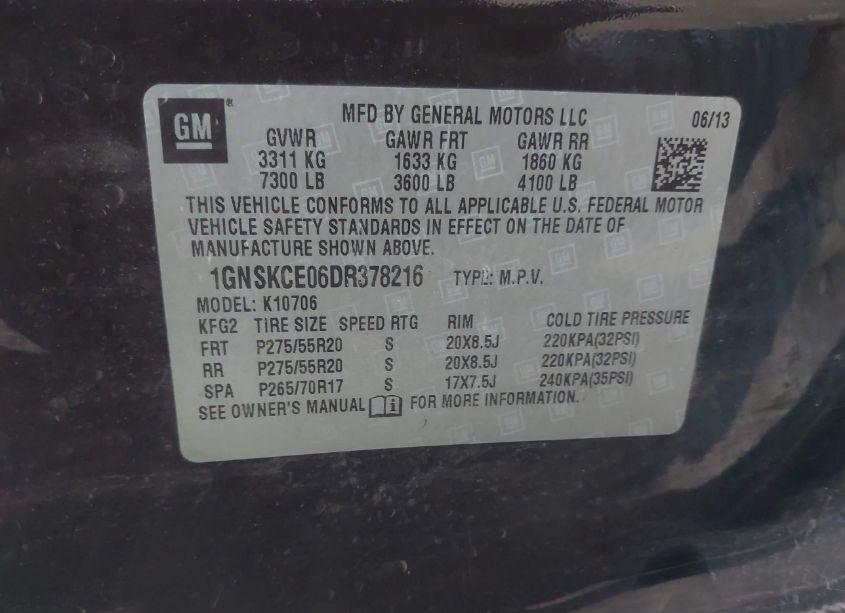 GM®
MFD BY GENERAL MOTORS LLC 06/13
GVWR GAWR FRT GAWR RR
3311 KG 1633 KG 1860 KG
7300 LB 3600 LB 4100 LB
THIS VEHICLE CONFORMS TO ALL APPLICABLE U.S. FEDERAL MOTOR
VEHICLE SAFETY STANDARDS IN EFFECT ON THE DATE OF
MANUFACTURE SHOWN ABOVE.
1GNSKCE06DR378216 TYPE: M.P.V.
MODEL: K10706
KFG2 TIRE SIZE SPEED RTG RIM COLD TIRE PRESSURE
FRT P275/55R20 S 20X8.5J 220KPA(32PSI)
RR P275/55R20 S 20X8.5J 220KPA(32PSI)
SPA P265/70R17 S 17X7.5J 240KPA(35PSI)
SEE OWNER'S MANUAL i FOR MORE INFORMATION.